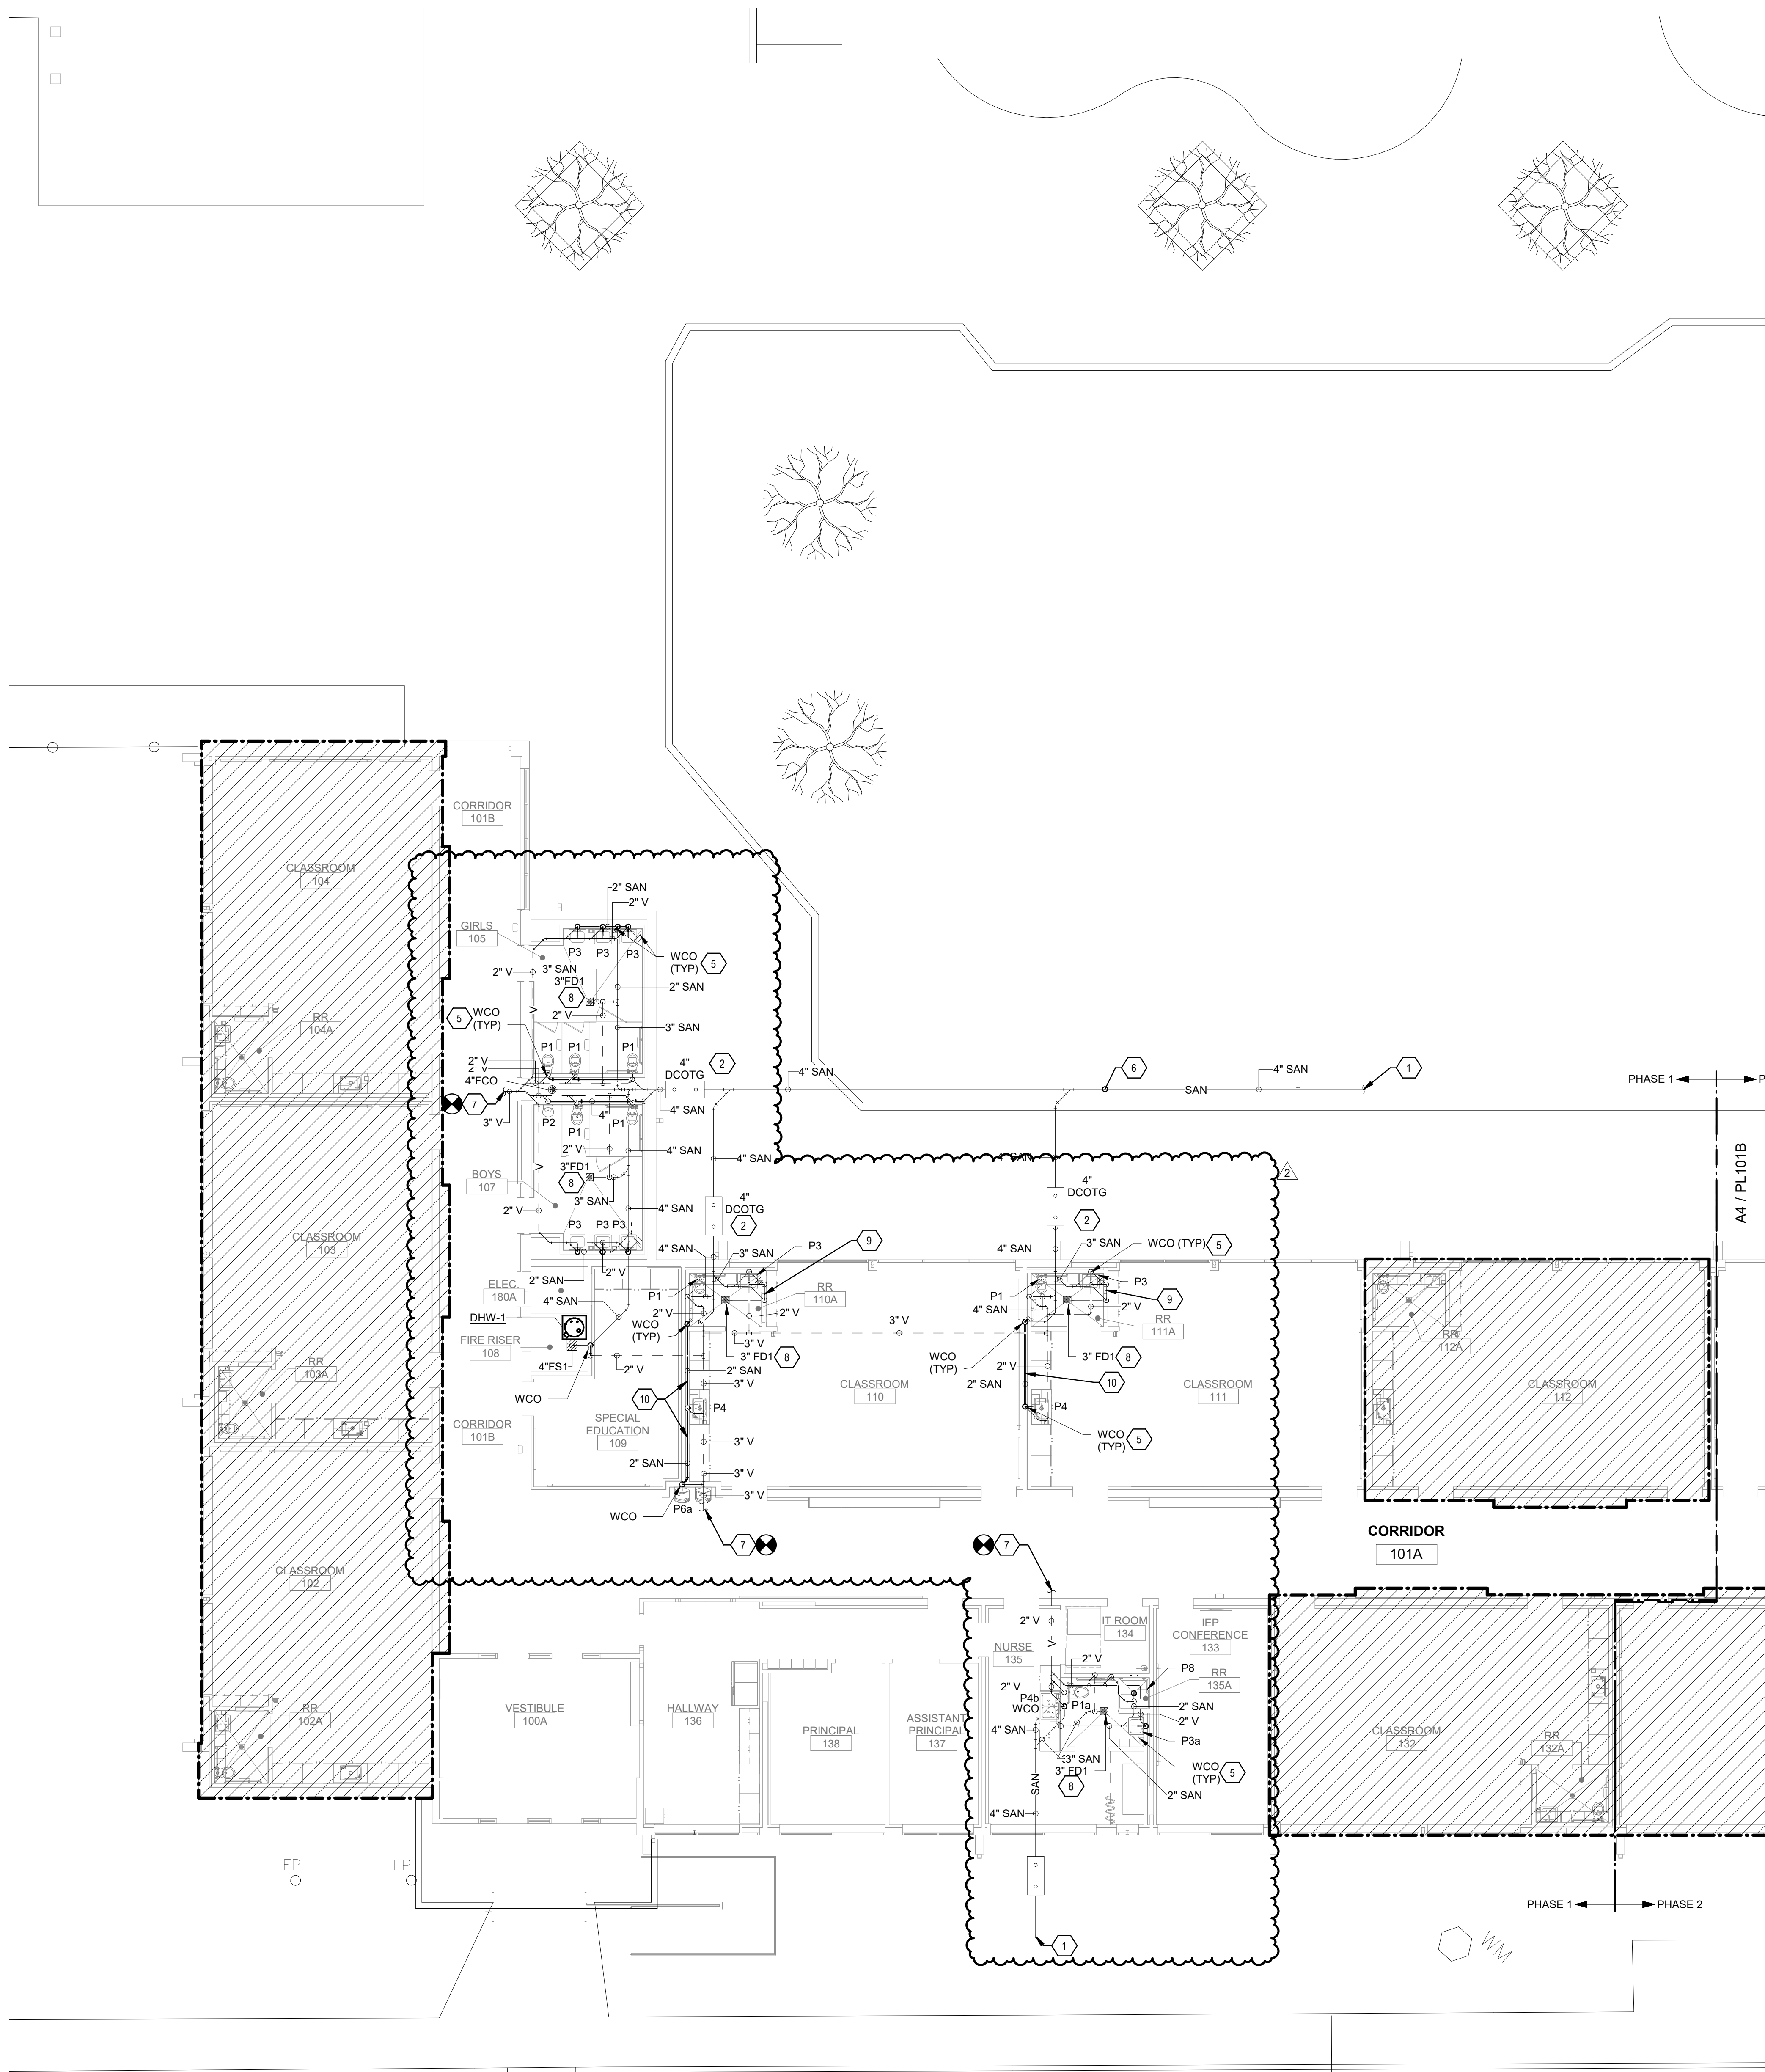 CORRIDOR
101B
CLASSROOM
104
2" SAN
2" V
GIRLS
105
P3
P3
P3
WCO
(TYP)
5
2" V
3" SAN
3"FD1
8
2" SAN
2" V
RR
104A
5
WCO
(TYP)
V
3" SAN
P1
P1
P1
2" V
2" V
4"FCO
4"
DCOTG
2
4" SAN
6
SAN
4" SAN
1
PHASE 1
P
7
3" V
P2
P1
4"
P1
4" SAN
2" V
4" SAN
4" SAN
4" SAN
2
A4 / PL101B
BOYS
107
V
3"FD1
8
3" SAN
2" V
4" SAN
4"
DCOTG
2
4"
DCOTG
2
CLASSROOM
103
P3
P3
P3
4" SAN
3" SAN
P3
9
4" SAN
3" SAN
WCO (TYP)
5
2" SAN
2" V
ELEC.
180A
4" SAN
P1
RR
110A
P1
P3
9
4" SAN
2" V
DHW-1
2" V
2" V
WCO
(TYP)
3" V
3" V
RR
111A
RR
112A
FIRE RISER
108
4"FS1
2" V
3" FD1
8
WCO
(TYP)
3" FD1
8
RR
103A
2" SAN
2" V
3" V
2" SAN
10
CLASSROOM
110
CLASSROOM
111
CLASSROOM
112
WCO
10
P4
P4
CORRIDOR
101B
SPECIAL
EDUCATION
109
3" V
WCO
(TYP)
5
2" SAN
3" V
3" V
P6a
WCO
7
7
CORRIDOR
101A
CLASSROOM
102
2" V
IT ROOM
134
IEP
CONFERENCE
133
NURSE
135
V
2" V
P8
RR
135A
RR
102A
VESTIBULE
100A
HALLWAY
136
PRINCIPAL
138
ASSISTANT
PRINCIPAL
137
2" V
P4b
WCO
P1a
2" SAN
2" V
4" SAN
P3a
CLASSROOM
132
RR
132A
3" SAN
3" FD1
8
WCO
(TYP)
5
SAN
2" SAN
4" SAN
FP
FP
PHASE 1
PHASE 2
1